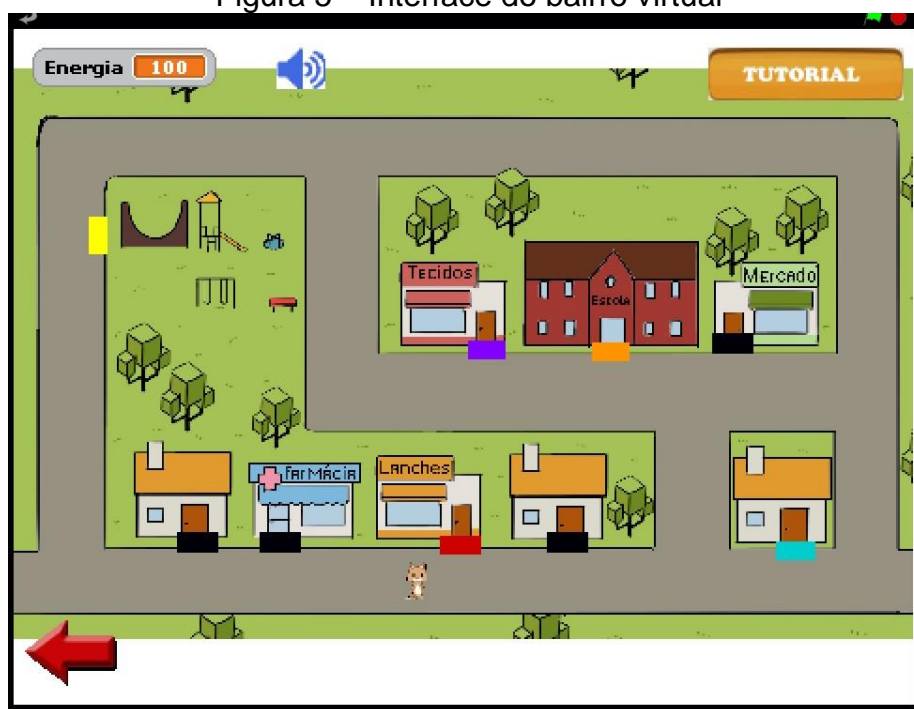 Figura 3 – Interface do bairro virtual
Energia 100
TUTORIAL
Tecidos
Escola
Mercado
Farmácia
Lanches